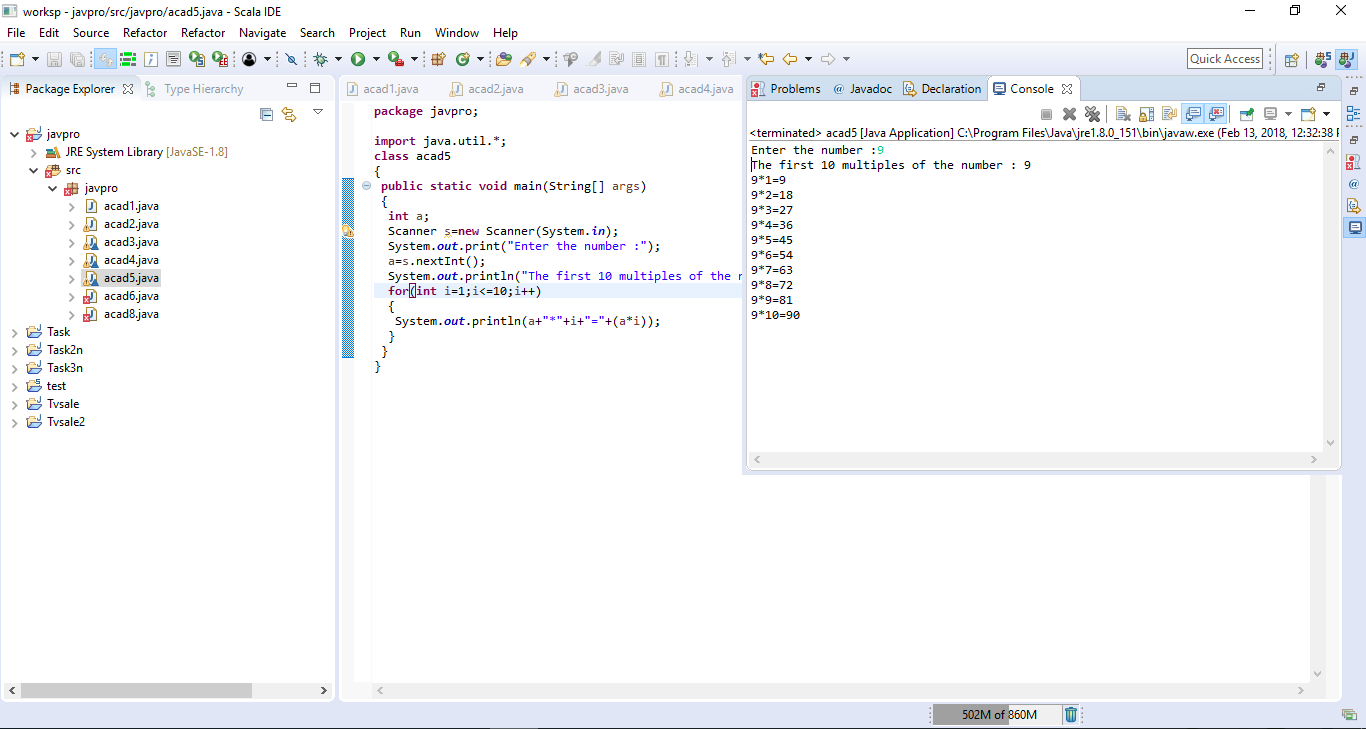 worksp - javpro/src/javpro/acad5.java - Scala IDE
File Edit Source Refactor Refactor Navigate Search Project Run Window Help
Quick Access
Package Explorer Type Hierarchy
javpro
JRE System Library [JavaSE-1.8]
src
javpro
acad1.java
acad2.java
acad3.java
acad4.java
acad5.java
acad6.java
acad8.java
Task
Task2n
Task3n
test
Tvsale
Tvsale2
acad1.java acad2.java acad3.java acad4.java
package javpro;
import java.util.*;
class acad5
{
public static void main(String[] args)
{
int a;
Scanner s=new Scanner(System.in);
System.out.print("Enter the number :");
a=s.nextInt();
System.out.println("The first 10 multiples of the
for(int i=1;i<=10;i++)
{
System.out.println(a+"*"+i+"="+(a*i));
}
}
}
Problems @ Javadoc Declaration Console
<terminated> acad5 [Java Application] C:\Program Files\Java\jre1.8.0_151\bin\javaw.exe (Feb 13, 2018, 12:32:38
Enter the number :9
The first 10 multiples of the number : 9
9*1=9
9*2=18
9*3=27
9*4=36
9*5=45
9*6=54
9*7=63
9*8=72
9*9=81
9*10=90
502M of 860M